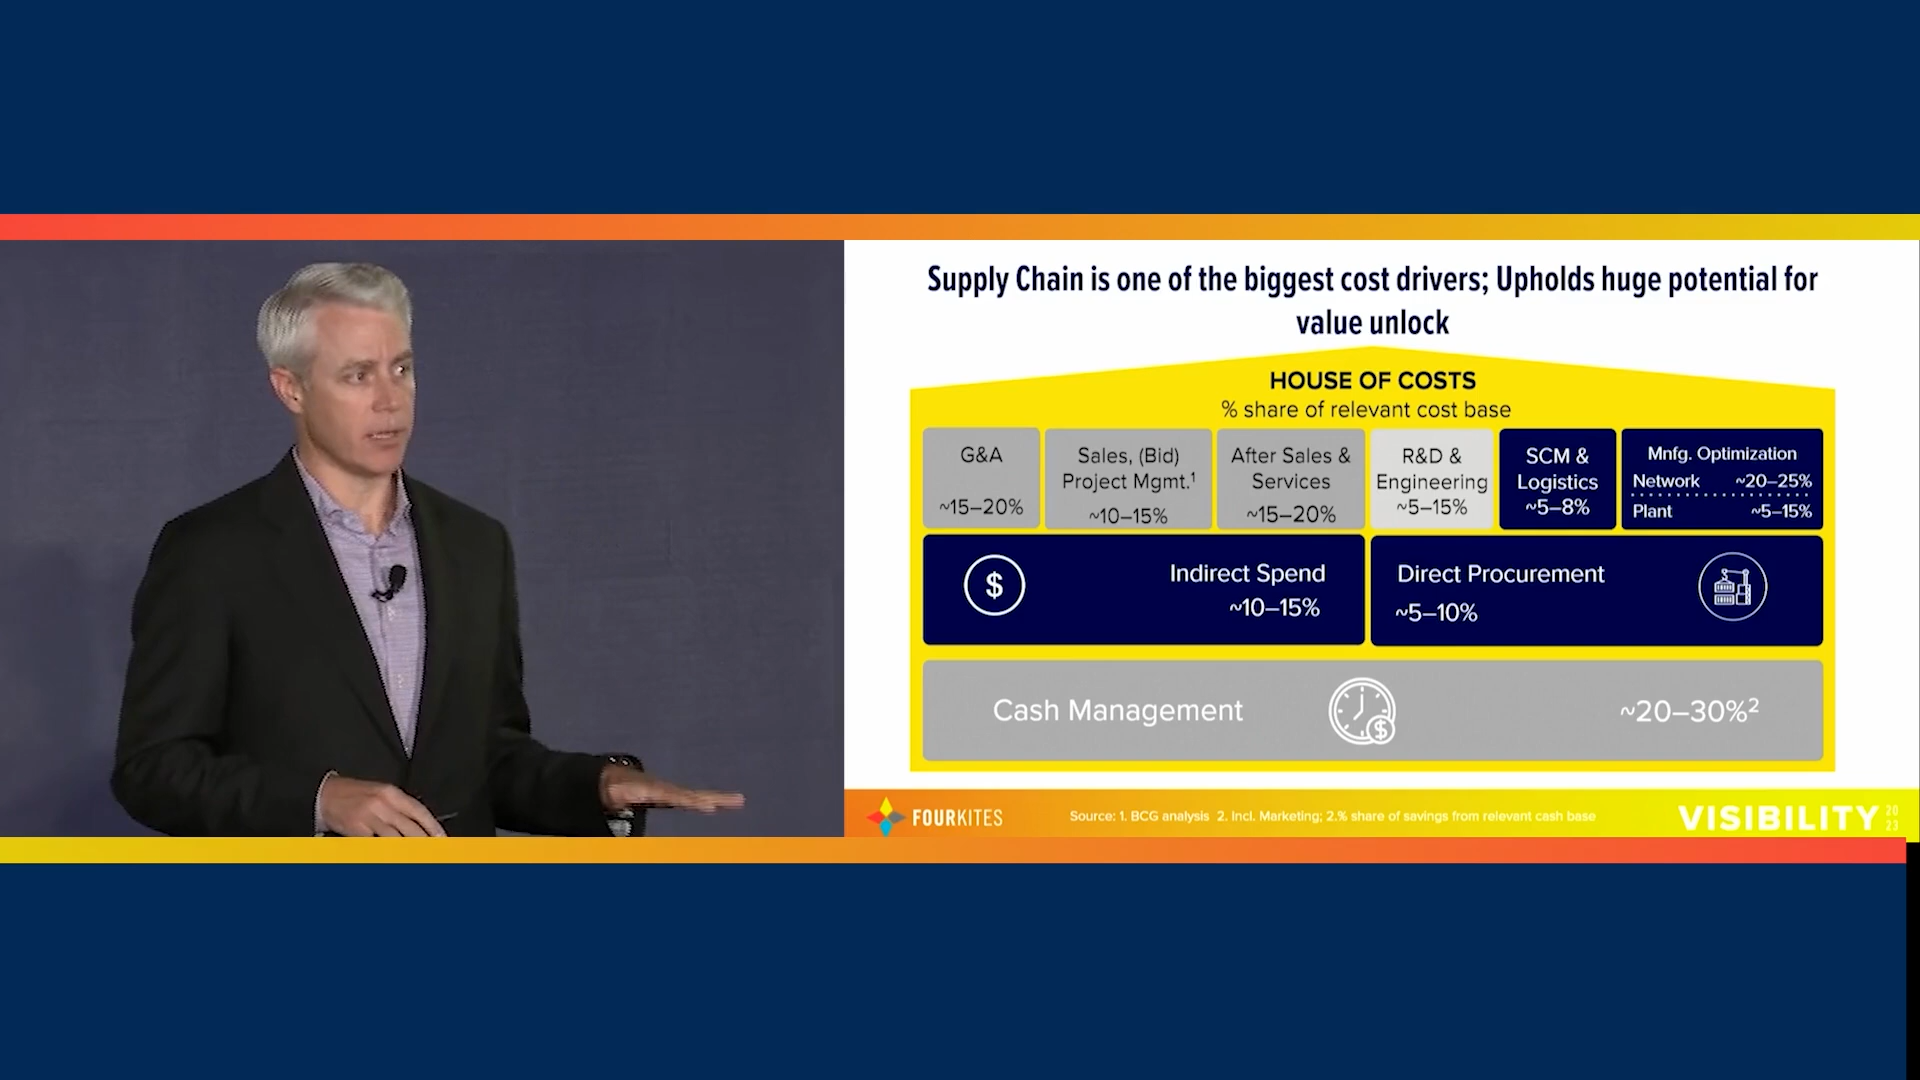 Supply Chain is one of the biggest cost drivers; Upholds huge potential for
value unlock
HOUSE OF COSTS
% share of relevant cost base
G&A
~15–20%
Sales, (Bid)
Project Mgmt.¹
~10–15%
After Sales &
Services
~15–20%
R&D &
Engineering
~5–15%
SCM &
Logistics
~5–8%
Mnfg. Optimization
Network ~20–25%
Plant ~5–15%
$
Indirect Spend
~10–15%
Direct Procurement
~5–10%
Cash Management
$
~20–30%²
FOURKITES
Source: 1. BCG analysis 2. Incl. Marketing; 2.% share of savings from relevant cash base
VISIBILITY 20
23